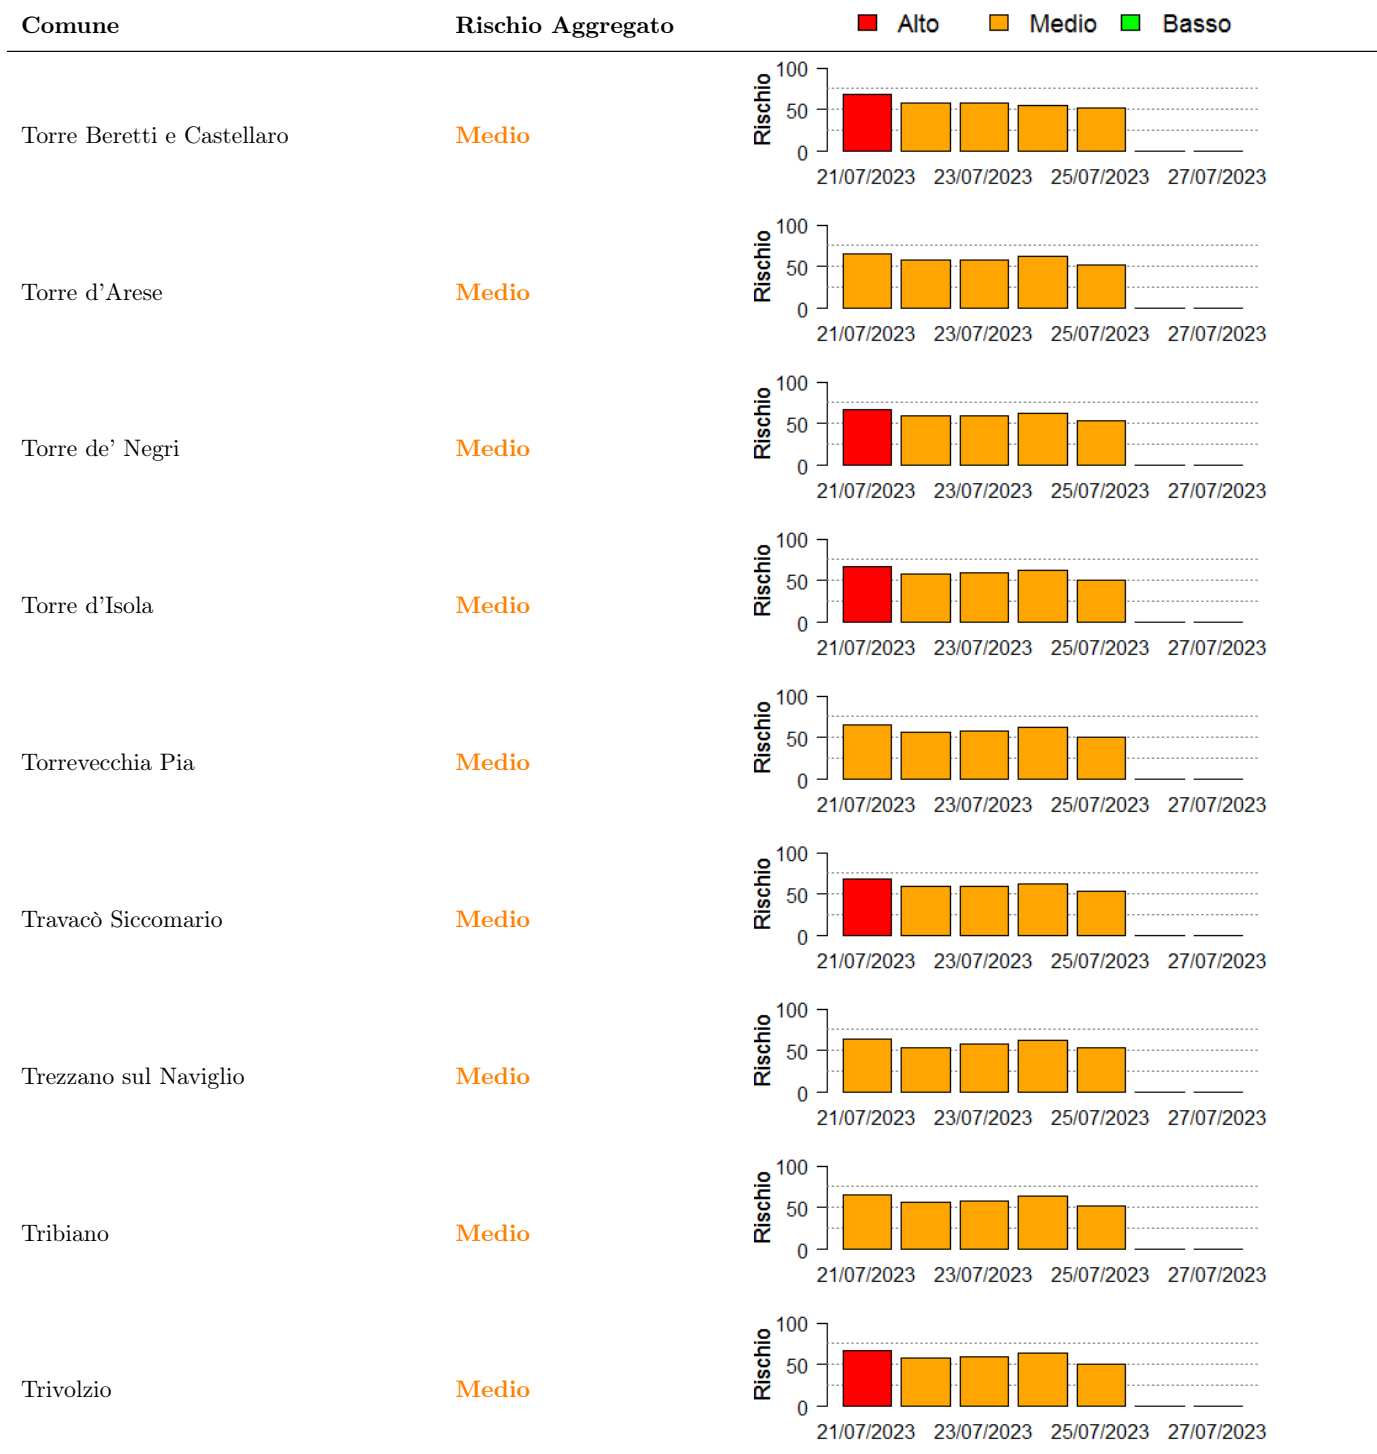 Comune Rischio Aggregato Alto Medio Basso
Torre Beretti e Castellaro Medio
Rischio
100
50
0
21/07/2023 23/07/2023 25/07/2023 27/07/2023
Torre d'Arese Medio
Rischio
100
50
0
21/07/2023 23/07/2023 25/07/2023 27/07/2023
Torre de' Negri Medio
Rischio
100
50
0
21/07/2023 23/07/2023 25/07/2023 27/07/2023
Torre d'Isola Medio
Rischio
100
50
0
21/07/2023 23/07/2023 25/07/2023 27/07/2023
Torrevecchia Pia Medio
Rischio
100
50
0
21/07/2023 23/07/2023 25/07/2023 27/07/2023
Travacò Siccomario Medio
Rischio
100
50
0
21/07/2023 23/07/2023 25/07/2023 27/07/2023
Trezzano sul Naviglio Medio
Rischio
100
50
0
21/07/2023 23/07/2023 25/07/2023 27/07/2023
Tribiano Medio
Rischio
100
50
0
21/07/2023 23/07/2023 25/07/2023 27/07/2023
Trivolzio Medio
Rischio
100
50
0
21/07/2023 23/07/2023 25/07/2023 27/07/2023